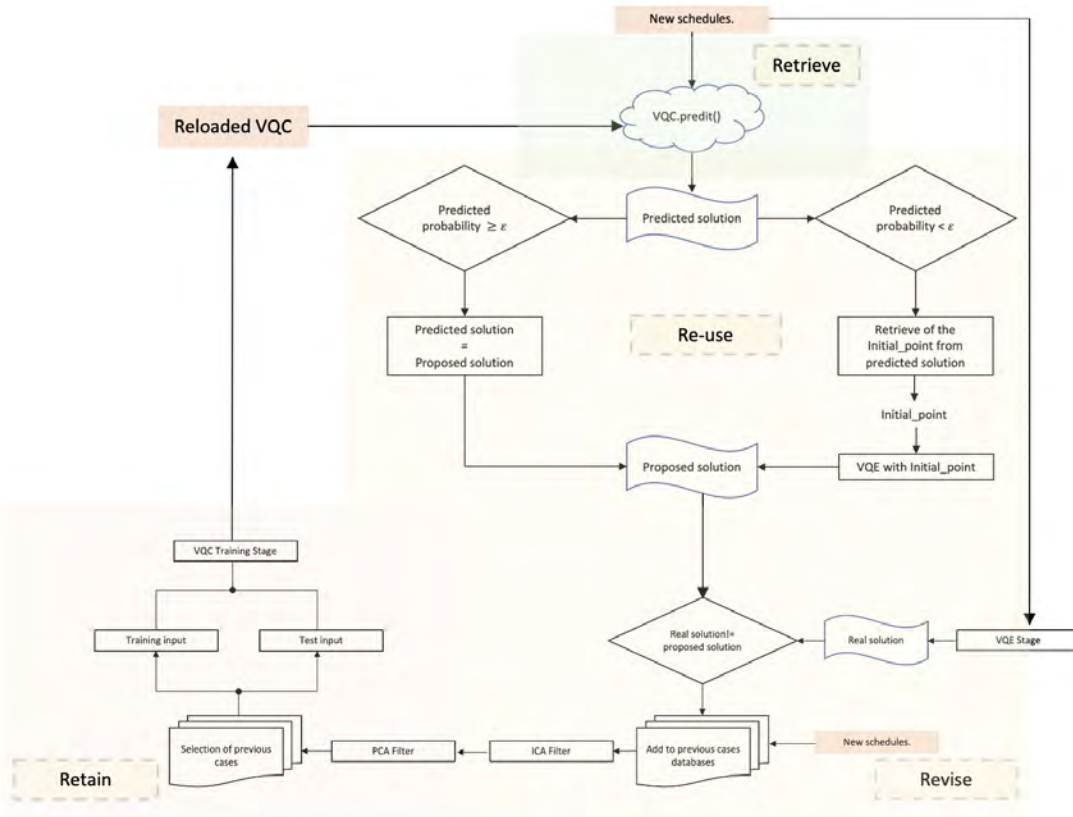 New schedules.
Retrieve
VQC.predit()
Reloaded VQC
Predicted
probability ≥ ε
Predicted solution
Predicted
probability < ε
Predicted solution
=
Proposed solution
Re-use
Retrieve of the
Initial_point from
predicted solution
Initial_point
Proposed solution
VQE with Initial_point
VQC Training Stage
Training input
Test input
Real solution!=
proposed solution
Real solution
VQE Stage
Selection of previous
cases
PCA Filter
ICA Filter
Add to previous cases
databases
New schedules.
Retain
Revise